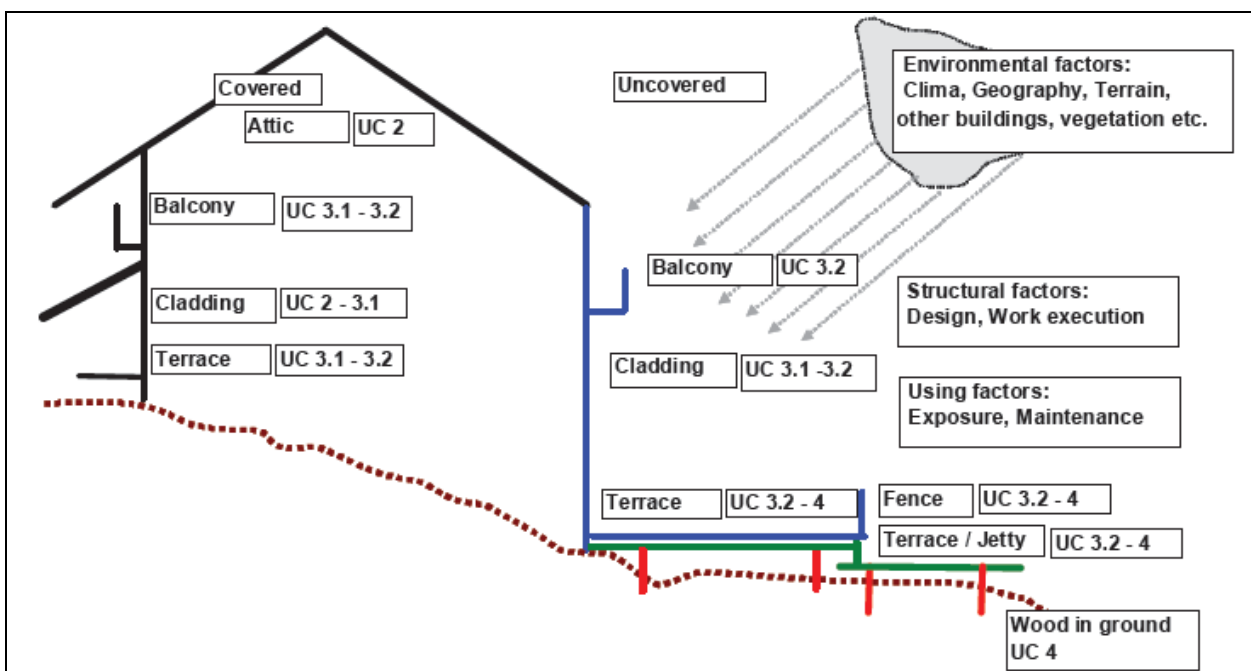 Covered
Attic
UC 2
Balcony
UC 3.1 - 3.2
Cladding
UC 2 - 3.1
Terrace
UC 3.1 - 3.2
Uncovered
Environmental factors:
Clima, Geography, Terrain,
other buildings, vegetation etc.
Balcony
UC 3.2
Structural factors:
Design, Work execution
Cladding
UC 3.1 -3.2
Using factors:
Exposure, Maintenance
Terrace
UC 3.2 - 4
Fence
UC 3.2 - 4
Terrace / Jetty
UC 3.2 - 4
Wood in ground
UC 4